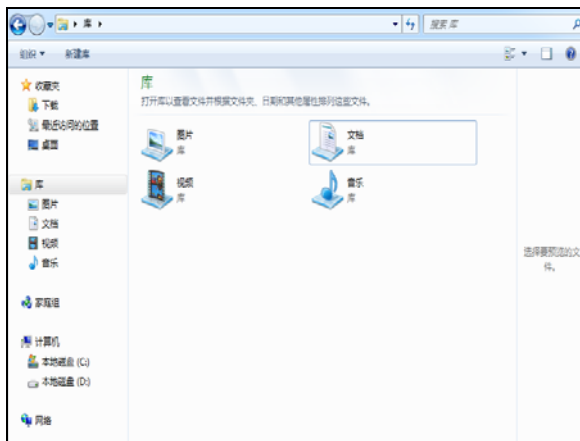 库
搜索 库
组织
新建库
收藏夹
下载
最近访问的位置
桌面
库
图片
文档
视频
音乐
家庭组
计算机
本地磁盘 (C:)
本地磁盘 (D:)
网络
库
打开库以查看文件并根据文件夹、日期和其他属性排列这些文件。
图片
库
文档
库
视频
库
音乐
库
选择要预览的文
件。